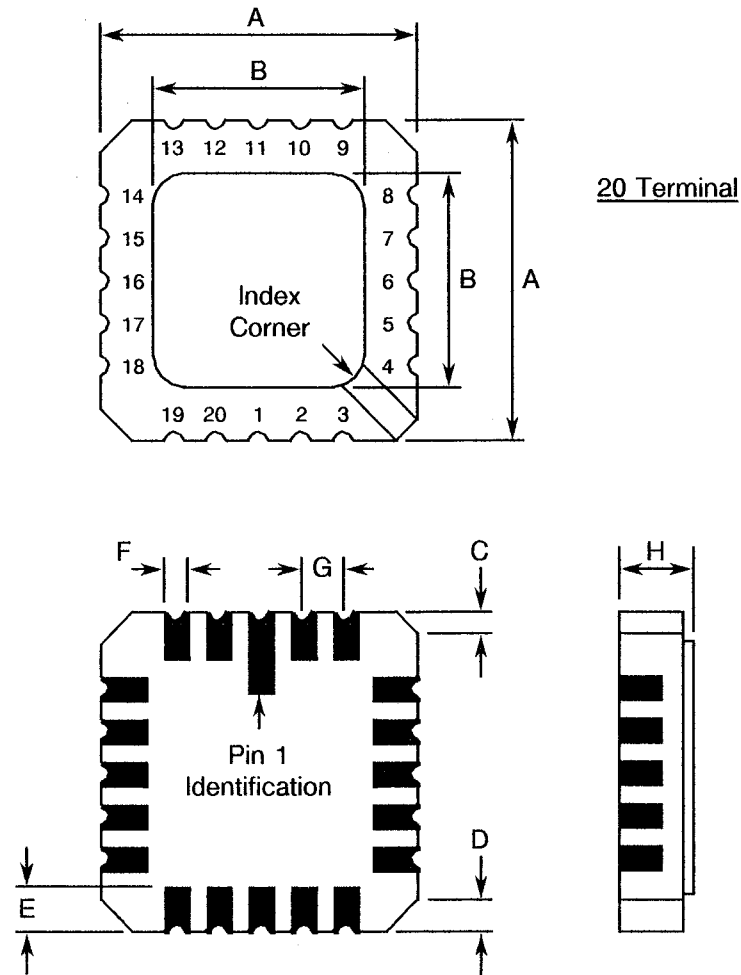 A
B
13 12 11 10 9
20 Terminal
14 8
15 7
16 6
17 5
18 4
B A
Index
Corner
19 20 1 2 3
F G C H
Pin 1
Identification
D
E